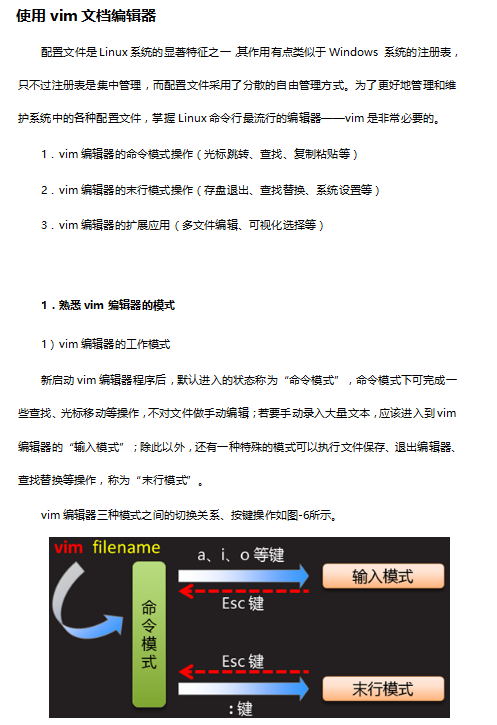 使用 vim 文档编辑器
配置文件是 Linux 系统的显著特征之一,其作用有点类似于 Windows 系统的注册表，
只不过注册表是集中管理，而配置文件采用了分散的自由管理方式。为了更好地管理和维
护系统中的各种配置文件，掌握 Linux 命令行最流行的编辑器——vim 是非常必要的。
1．vim 编辑器的命令模式操作（光标跳转、查找、复制粘贴等）
2．vim 编辑器的末行模式操作（存盘退出、查找替换、系统设置等）
3．vim 编辑器的扩展应用（多文件编辑、可视化选择等）
1．熟悉 vim 编辑器的模式
1）vim 编辑器的工作模式
新启动 vim 编辑器程序后，默认进入的状态称为“命令模式”，命令模式下可完成一
些查找、光标移动等操作，不对文件做手动编辑；若要手动录入大量文本，应该进入到 vim
编辑器的“输入模式”；除此以外，还有一种特殊的模式可以执行文件保存、退出编辑器、
查找替换等操作，称为“末行模式”。
vim 编辑器三种模式之间的切换关系、按键操作如图-6所示。
vim filename
a、i、o 等键
输入模式
Esc 键
命令模式
Esc 键
末行模式
: 键